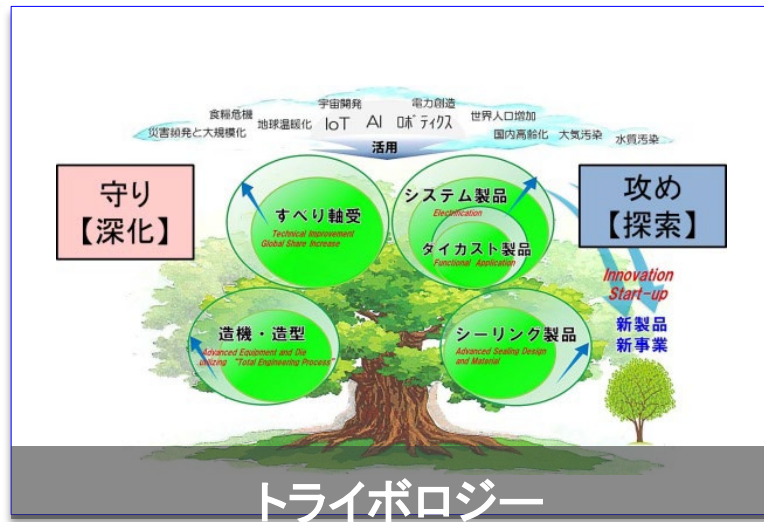 宇宙開発
電力創造
食糧危機
世界人口増加
災害頻発と大規模化
地球温暖化
IoT AI ロボティクス
国内高齢化
大気汚染
水質汚染
活用
守り
【深化】
攻め
【探索】
すべり軸受
Technical Improvement
Global Share Increase
システム製品
Electrification
ダイカスト製品
Functional Application
Innovation
Start-up
新製品
新事業
造機・造型
Advanced Equipment and Die
utilizing “Total Engineering Process”
シーリング製品
Advanced Sealing Design
and Material
トライボロジー